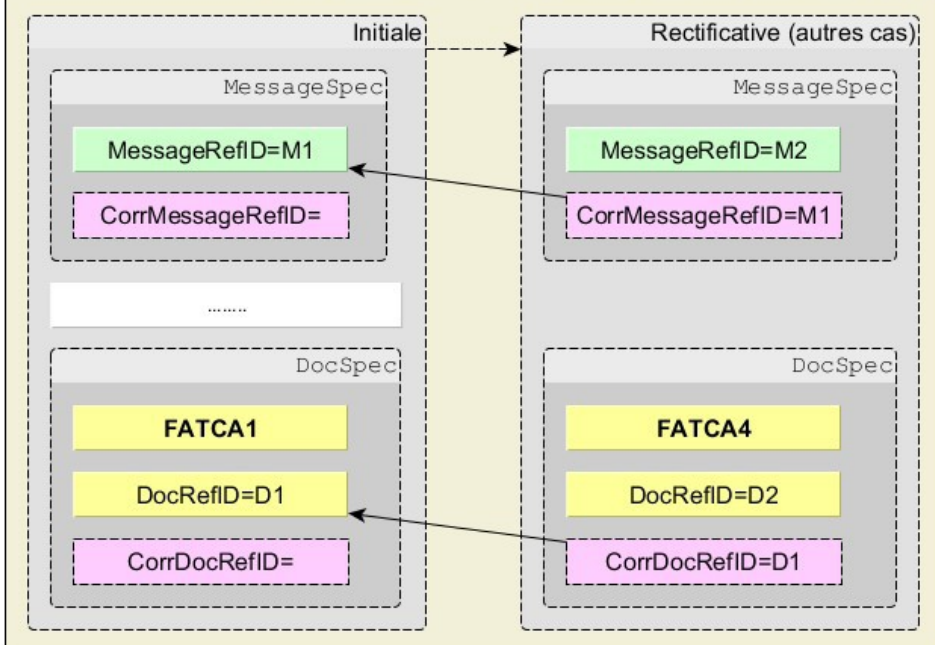 Initiale
MessageSpec
MessageRefID=M1
CorrMessageRefID=
........
DocSpec
FATCA1
DocRefID=D1
CorrDocRefID=
Rectificative (autres cas)
MessageSpec
MessageRefID=M2
CorrMessageRefID=M1
DocSpec
FATCA4
DocRefID=D2
CorrDocRefID=D1